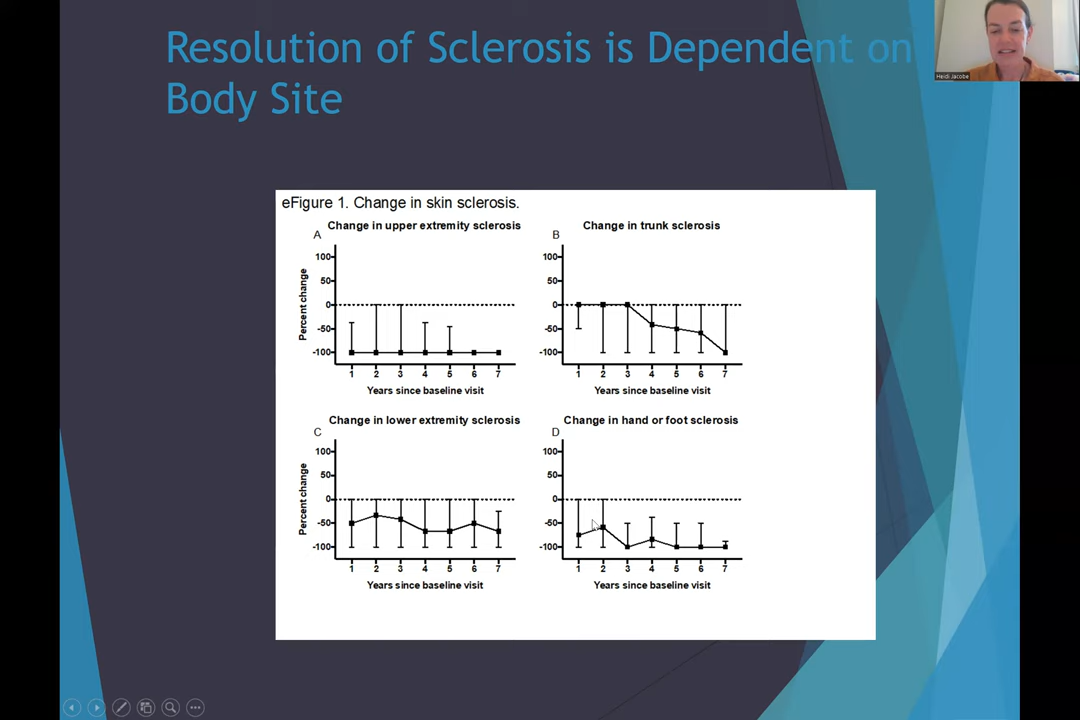 Resolution of Sclerosis is Dependent on
Body Site
Heidi Jacobe
eFigure 1. Change in skin sclerosis.
A
Change in upper extremity sclerosis
Percent change
100
50
0
-50
-100
1 2 3 4 5 6 7
Years since baseline visit
B
Change in trunk sclerosis
100
50
0
-50
-100
1 2 3 4 5 6 7
Years since baseline visit
C
Change in lower extremity sclerosis
Percent change
100
50
0
-50
-100
1 2 3 4 5 6 7
Years since baseline visit
D
Change in hand or foot sclerosis
100
50
0
-50
-100
1 2 3 4 5 6 7
Years since baseline visit